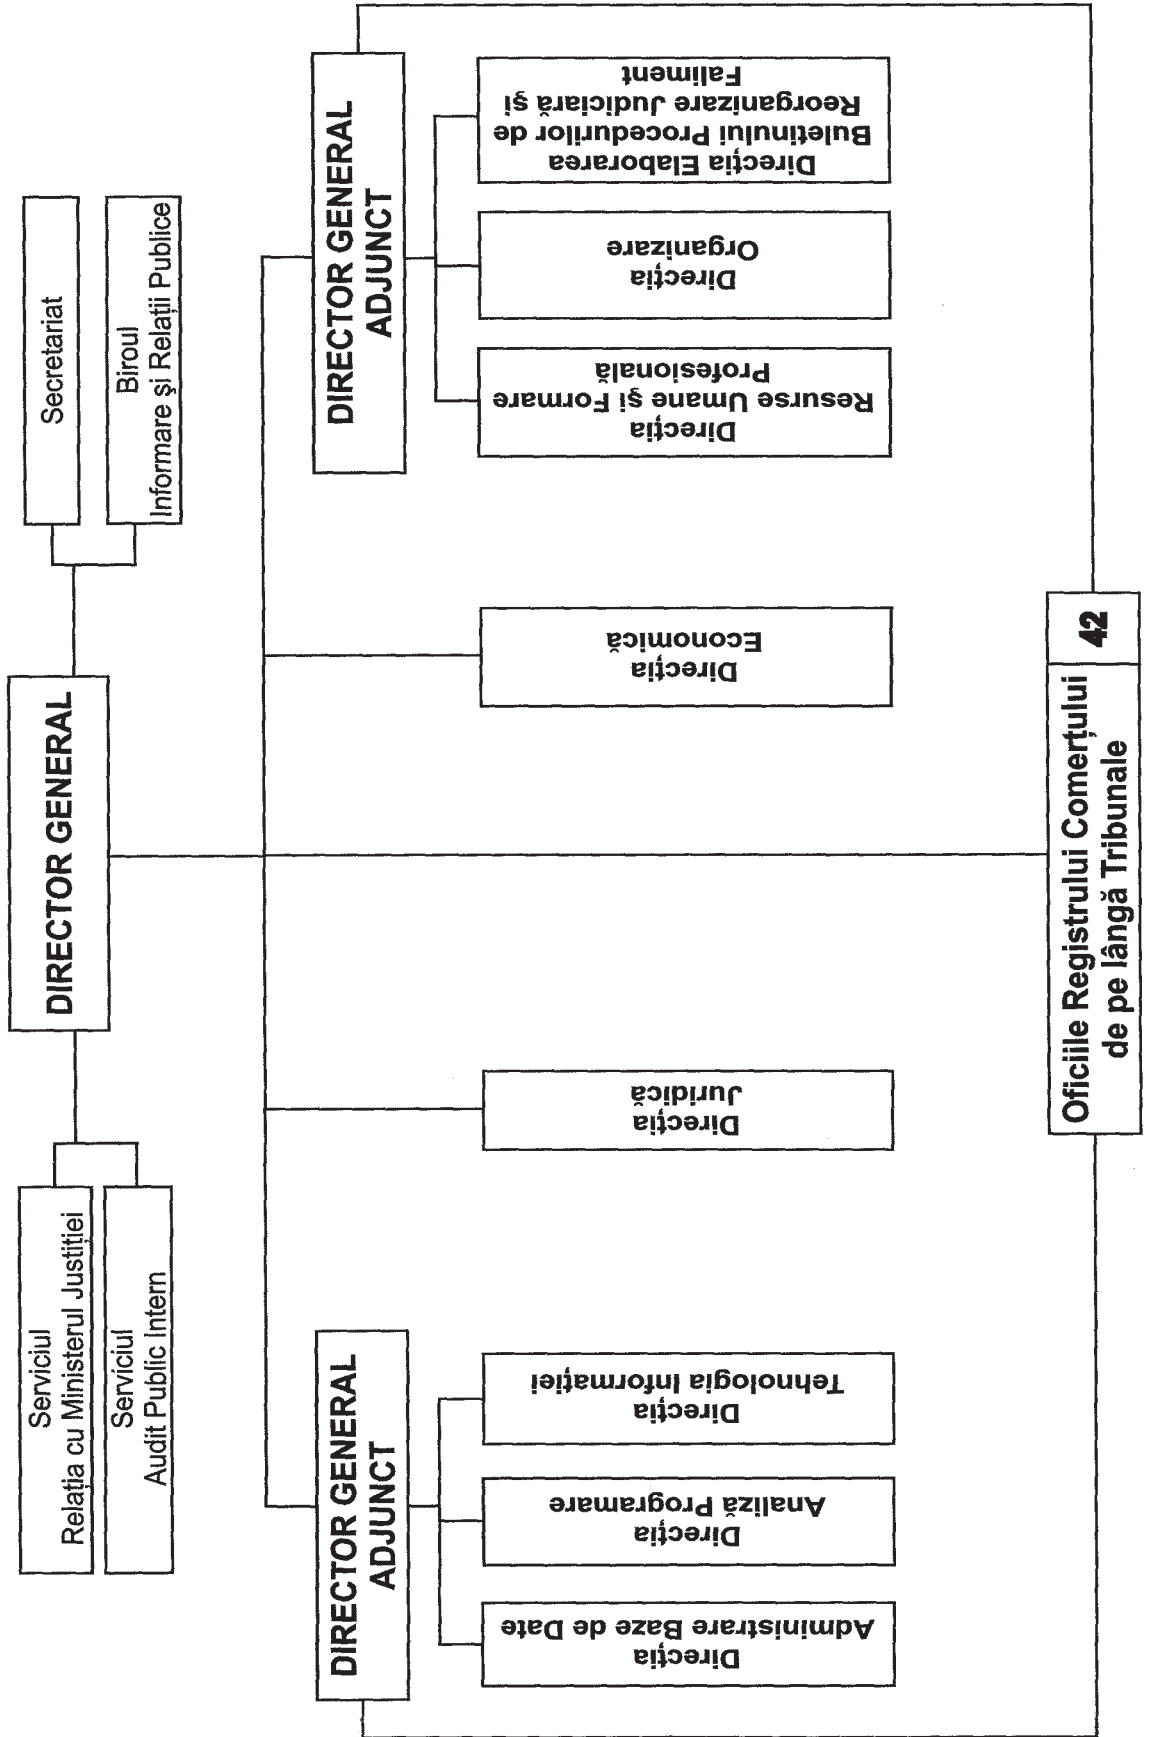 DIRECTOR GENERAL
Serviciul
Relația cu Ministerul Justiției
Serviciul
Audit Public Intern
Secretariat
Biroul
Informare şi Relații Publice
DIRECTOR GENERAL
ADJUNCT
Direcția
Administrare Baze de Date
Direcția
Analiză Programare
Direcția
Tehnologia Informației
Direcția
Juridică
Direcția
Economică
DIRECTOR GENERAL
ADJUNCT
Direcția
Resurse Umane şi Formare
Profesională
Direcția
Organizare
Direcția Elaborarea
Buletinului Procedurilor de
Reorganizare Judiciară şi
Faliment
Oficiile Registrului Comerțului
de pe lângă Tribunale
42